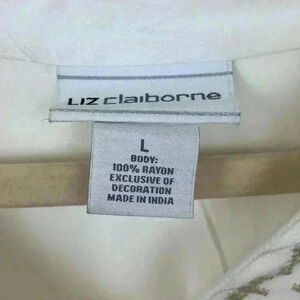 LIZ claiborne
L
BODY:
100% RAYON
EXCLUSIVE OF
DECORATION
MADE IN INDIA